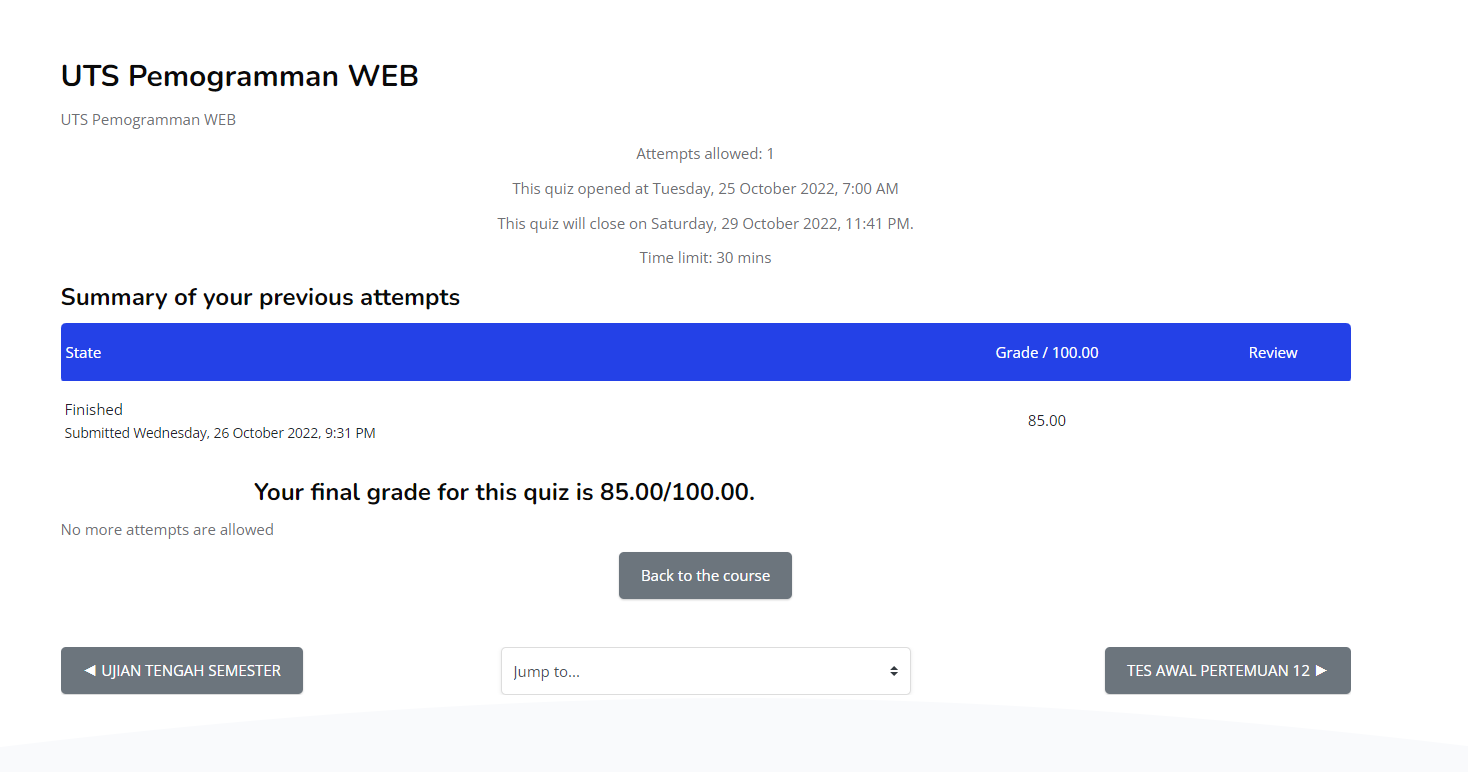 UTS Pemogramman WEB
UTS Pemogramman WEB
Attempts allowed: 1
This quiz opened at Tuesday, 25 October 2022, 7:00 AM
This quiz will close on Saturday, 29 October 2022, 11:41 PM.
Time limit: 30 mins
Summary of your previous attempts
State Grade / 100.00 Review
Finished
Submitted Wednesday, 26 October 2022, 9:31 PM
85.00
Your final grade for this quiz is 85.00/100.00.
No more attempts are allowed
Back to the course
◀ UJIAN TENGAH SEMESTER
Jump to...
TES AWAL PERTEMUAN 12 ▶